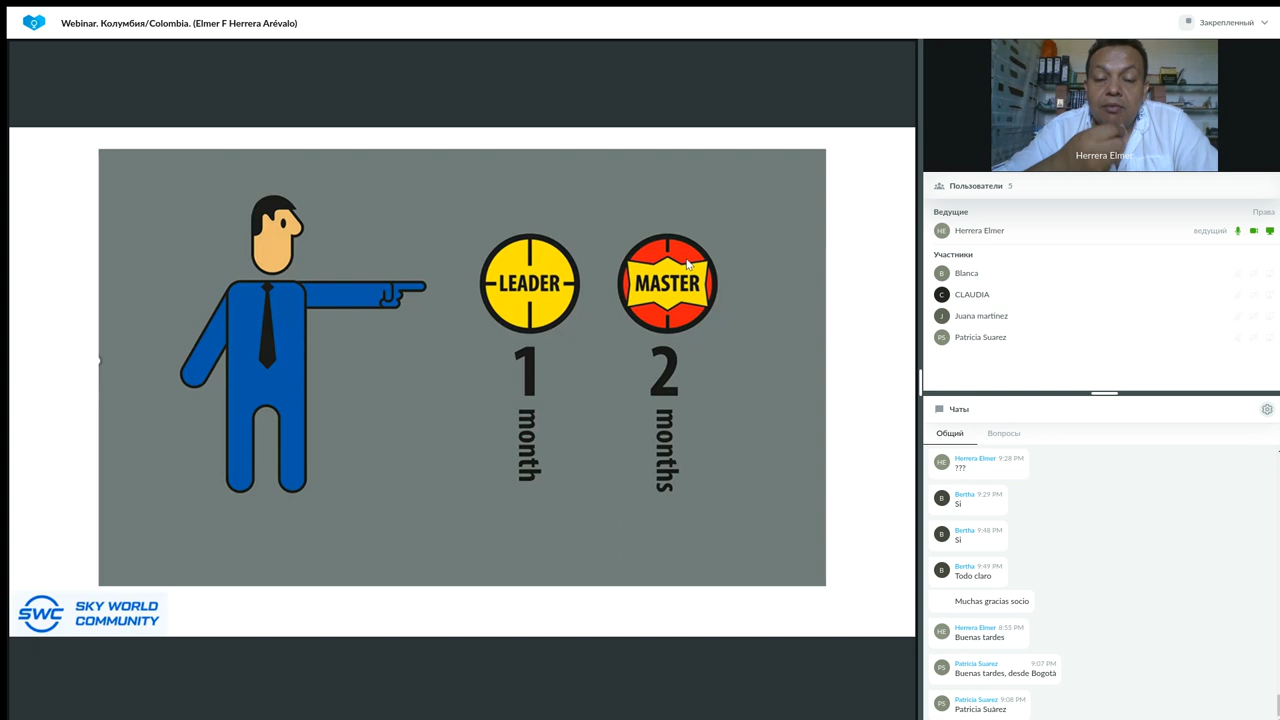 Webinar. Колумбия/Colombia. (Elmer F Herrera Arévalo)
Закрепленный
LEADER
MASTER
1
month
2
months
SWC
SKY WORLD
COMMUNITY
Herrera Elmer
Пользователи 5
Ведущие
Права
HE
Herrera Elmer
ведущий
Участники
B
Blanca
C
CLAUDIA
J
Juana martinez
PS
Patricia Suarez
Чаты
Общий
Вопросы
HE
Herrera Elmer 9:28 PM
???
B
Bertha 9:29 PM
Si
B
Bertha 9:48 PM
Si
B
Bertha 9:49 PM
Todo claro
Muchas gracias socio
HE
Herrera Elmer 8:55 PM
Buenas tardes
PS
Patricia Suarez 9:07 PM
Buenas tardes, desde Bogotà
PS
Patricia Suarez 9:08 PM
Patricia Suárez